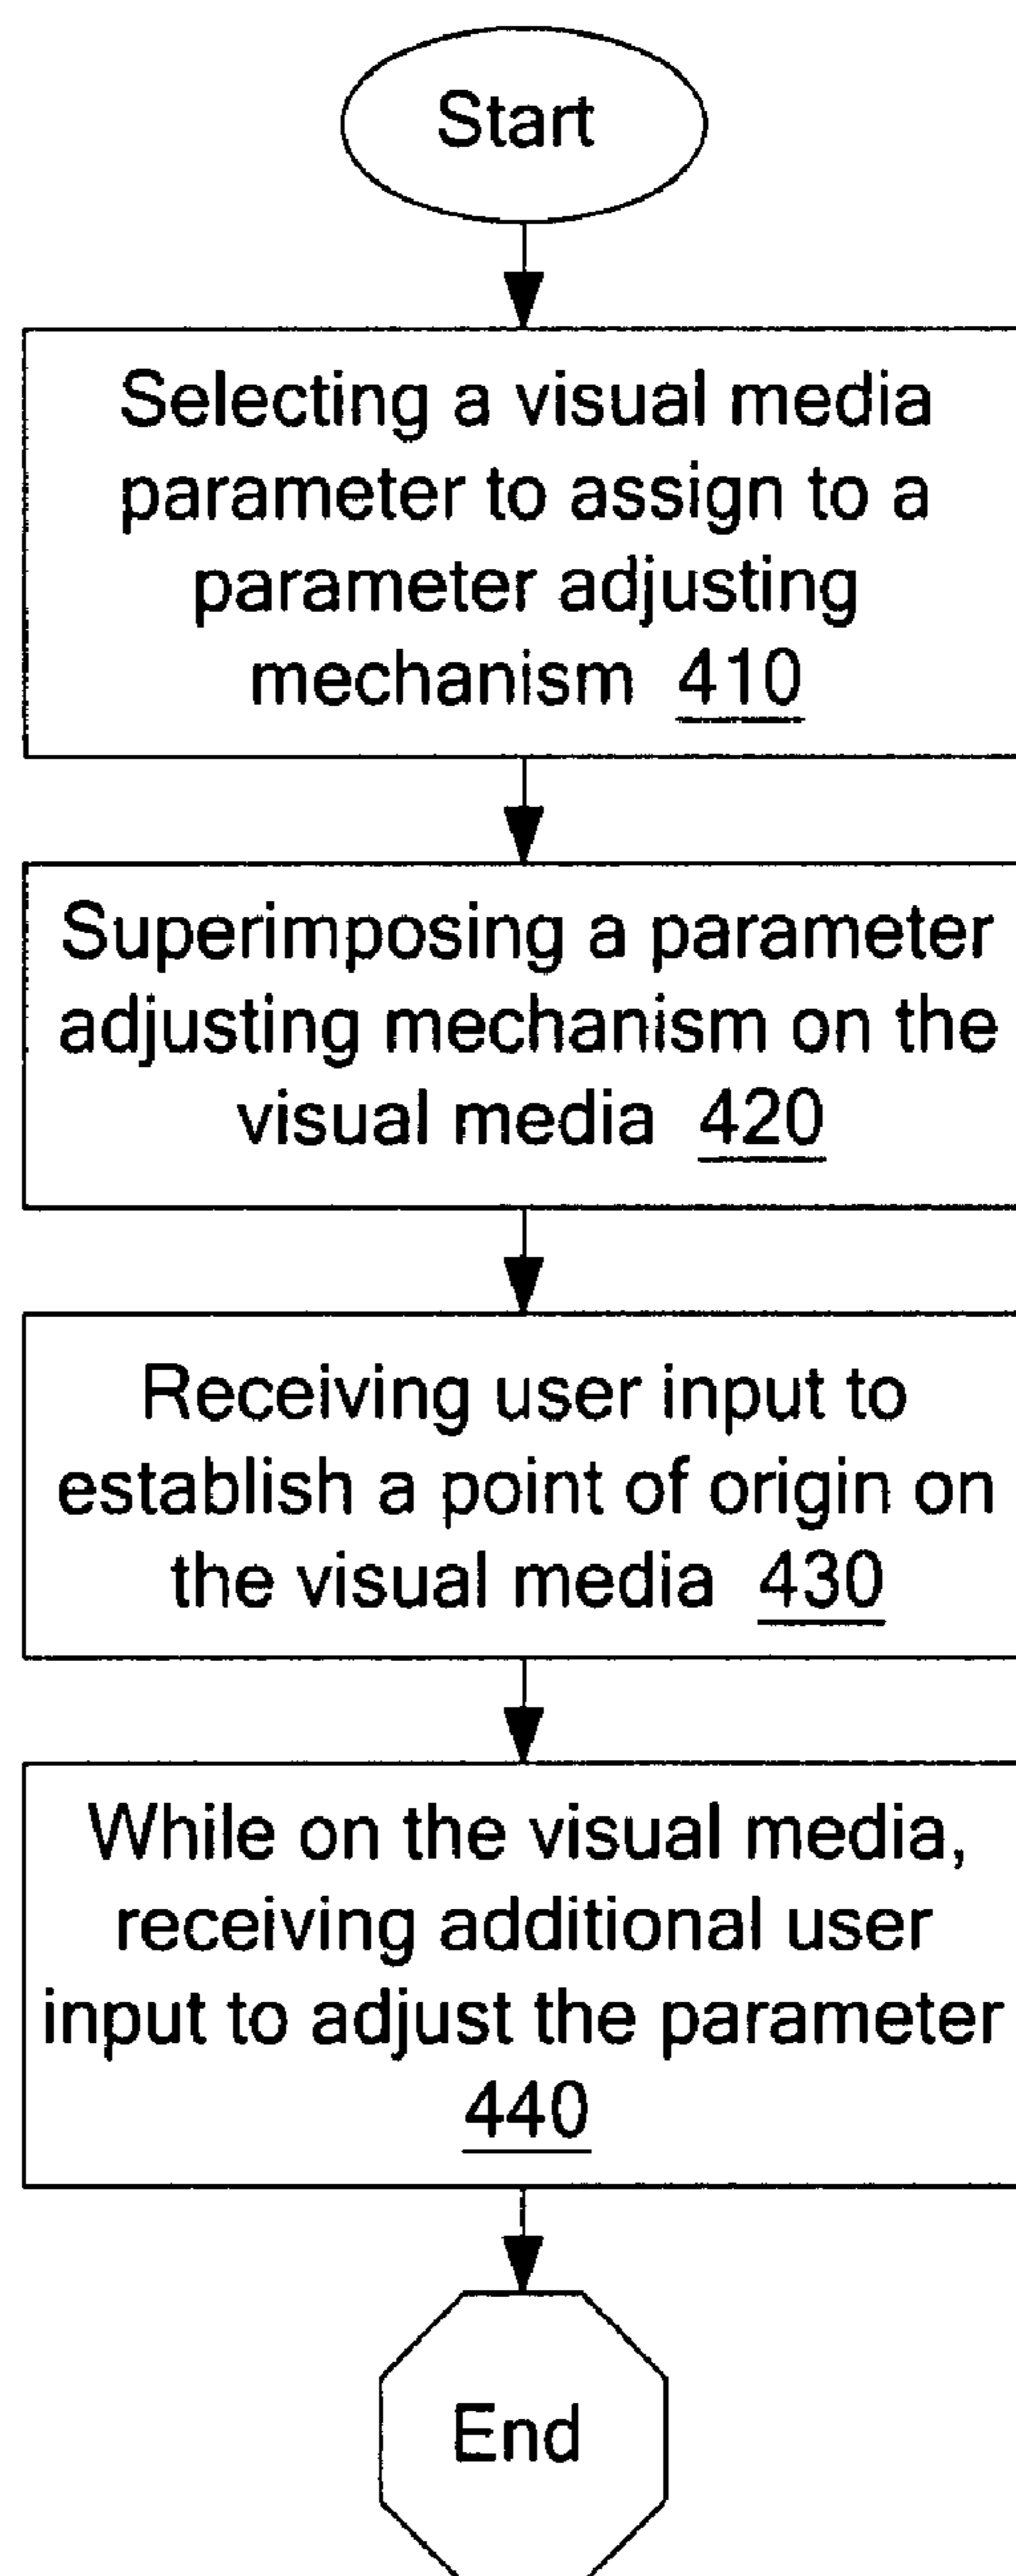 Start
Selecting a visual media
parameter to assign to a
parameter adjusting
mechanism 410
Superimposing a parameter
adjusting mechanism on the
visual media 420
Receiving user input to
establish a point of origin on
the visual media 430
While on the visual media,
receiving additional user
input to adjust the parameter
440
End